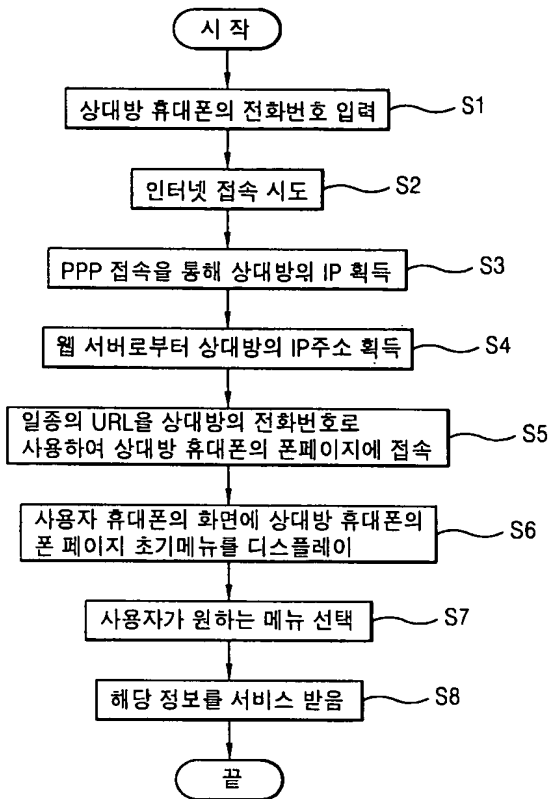 시 작
상대방 휴대폰의 전화번호 입력
S1
인터넷 접속 시도
S2
PPP 접속을 통해 상대방의 IP 획득
S3
웹 서버로부터 상대방의 IP주소 획득
S4
일종의 URL을 상대방의 전화번호로
사용하여 상대방 휴대폰의 폰페이지에 접속
S5
사용자 휴대폰의 화면에 상대방 휴대폰의
폰 페이지 초기메뉴를 디스플레이
S6
사용자가 원하는 메뉴 선택
S7
해당 정보를 서비스 받음
S8
끝